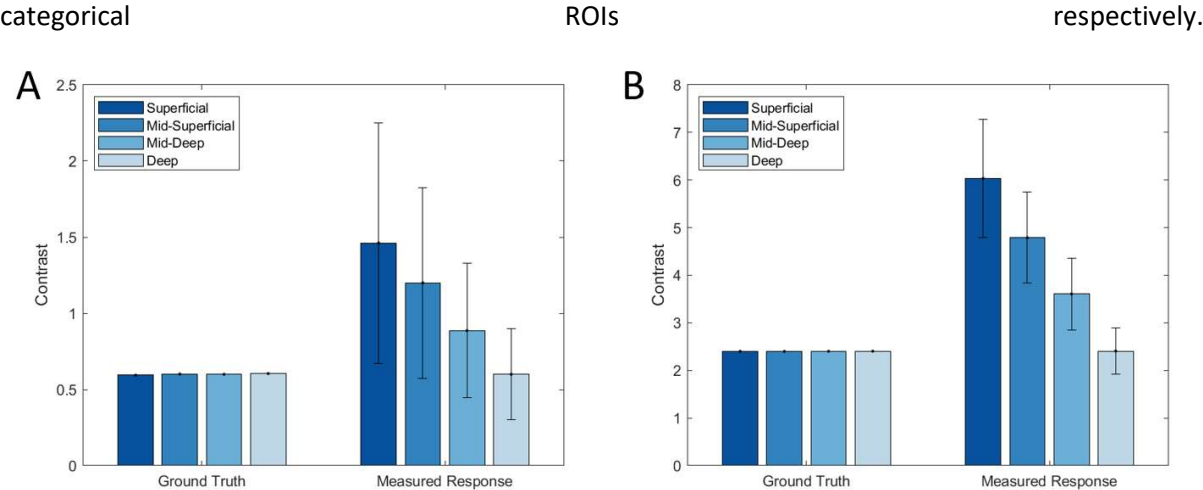 categorical ROIs respectively.
A
2.5
2
1.5
1
0.5
0
Contrast
Superficial
Mid-Superficial
Mid-Deep
Deep
Ground Truth Measured Response
B
8
7
6
5
4
3
2
1
0
Contrast
Superficial
Mid-Superficial
Mid-Deep
Deep
Ground Truth Measured Response